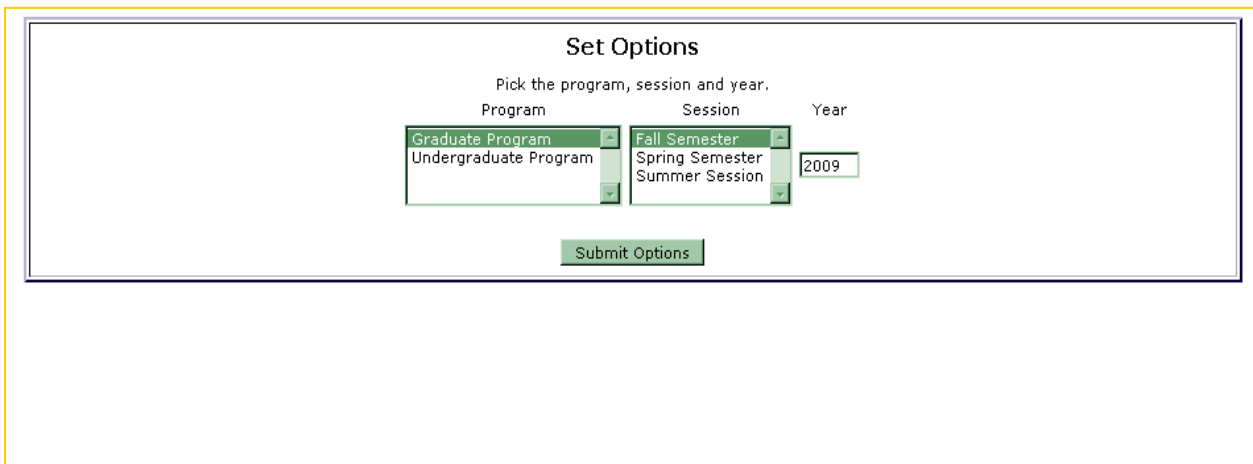 Set Options
Pick the program, session and year.
Program Session Year
Graduate Program Fall Semester
Undergraduate Program Spring Semester 2009
Summer Session
Submit Options